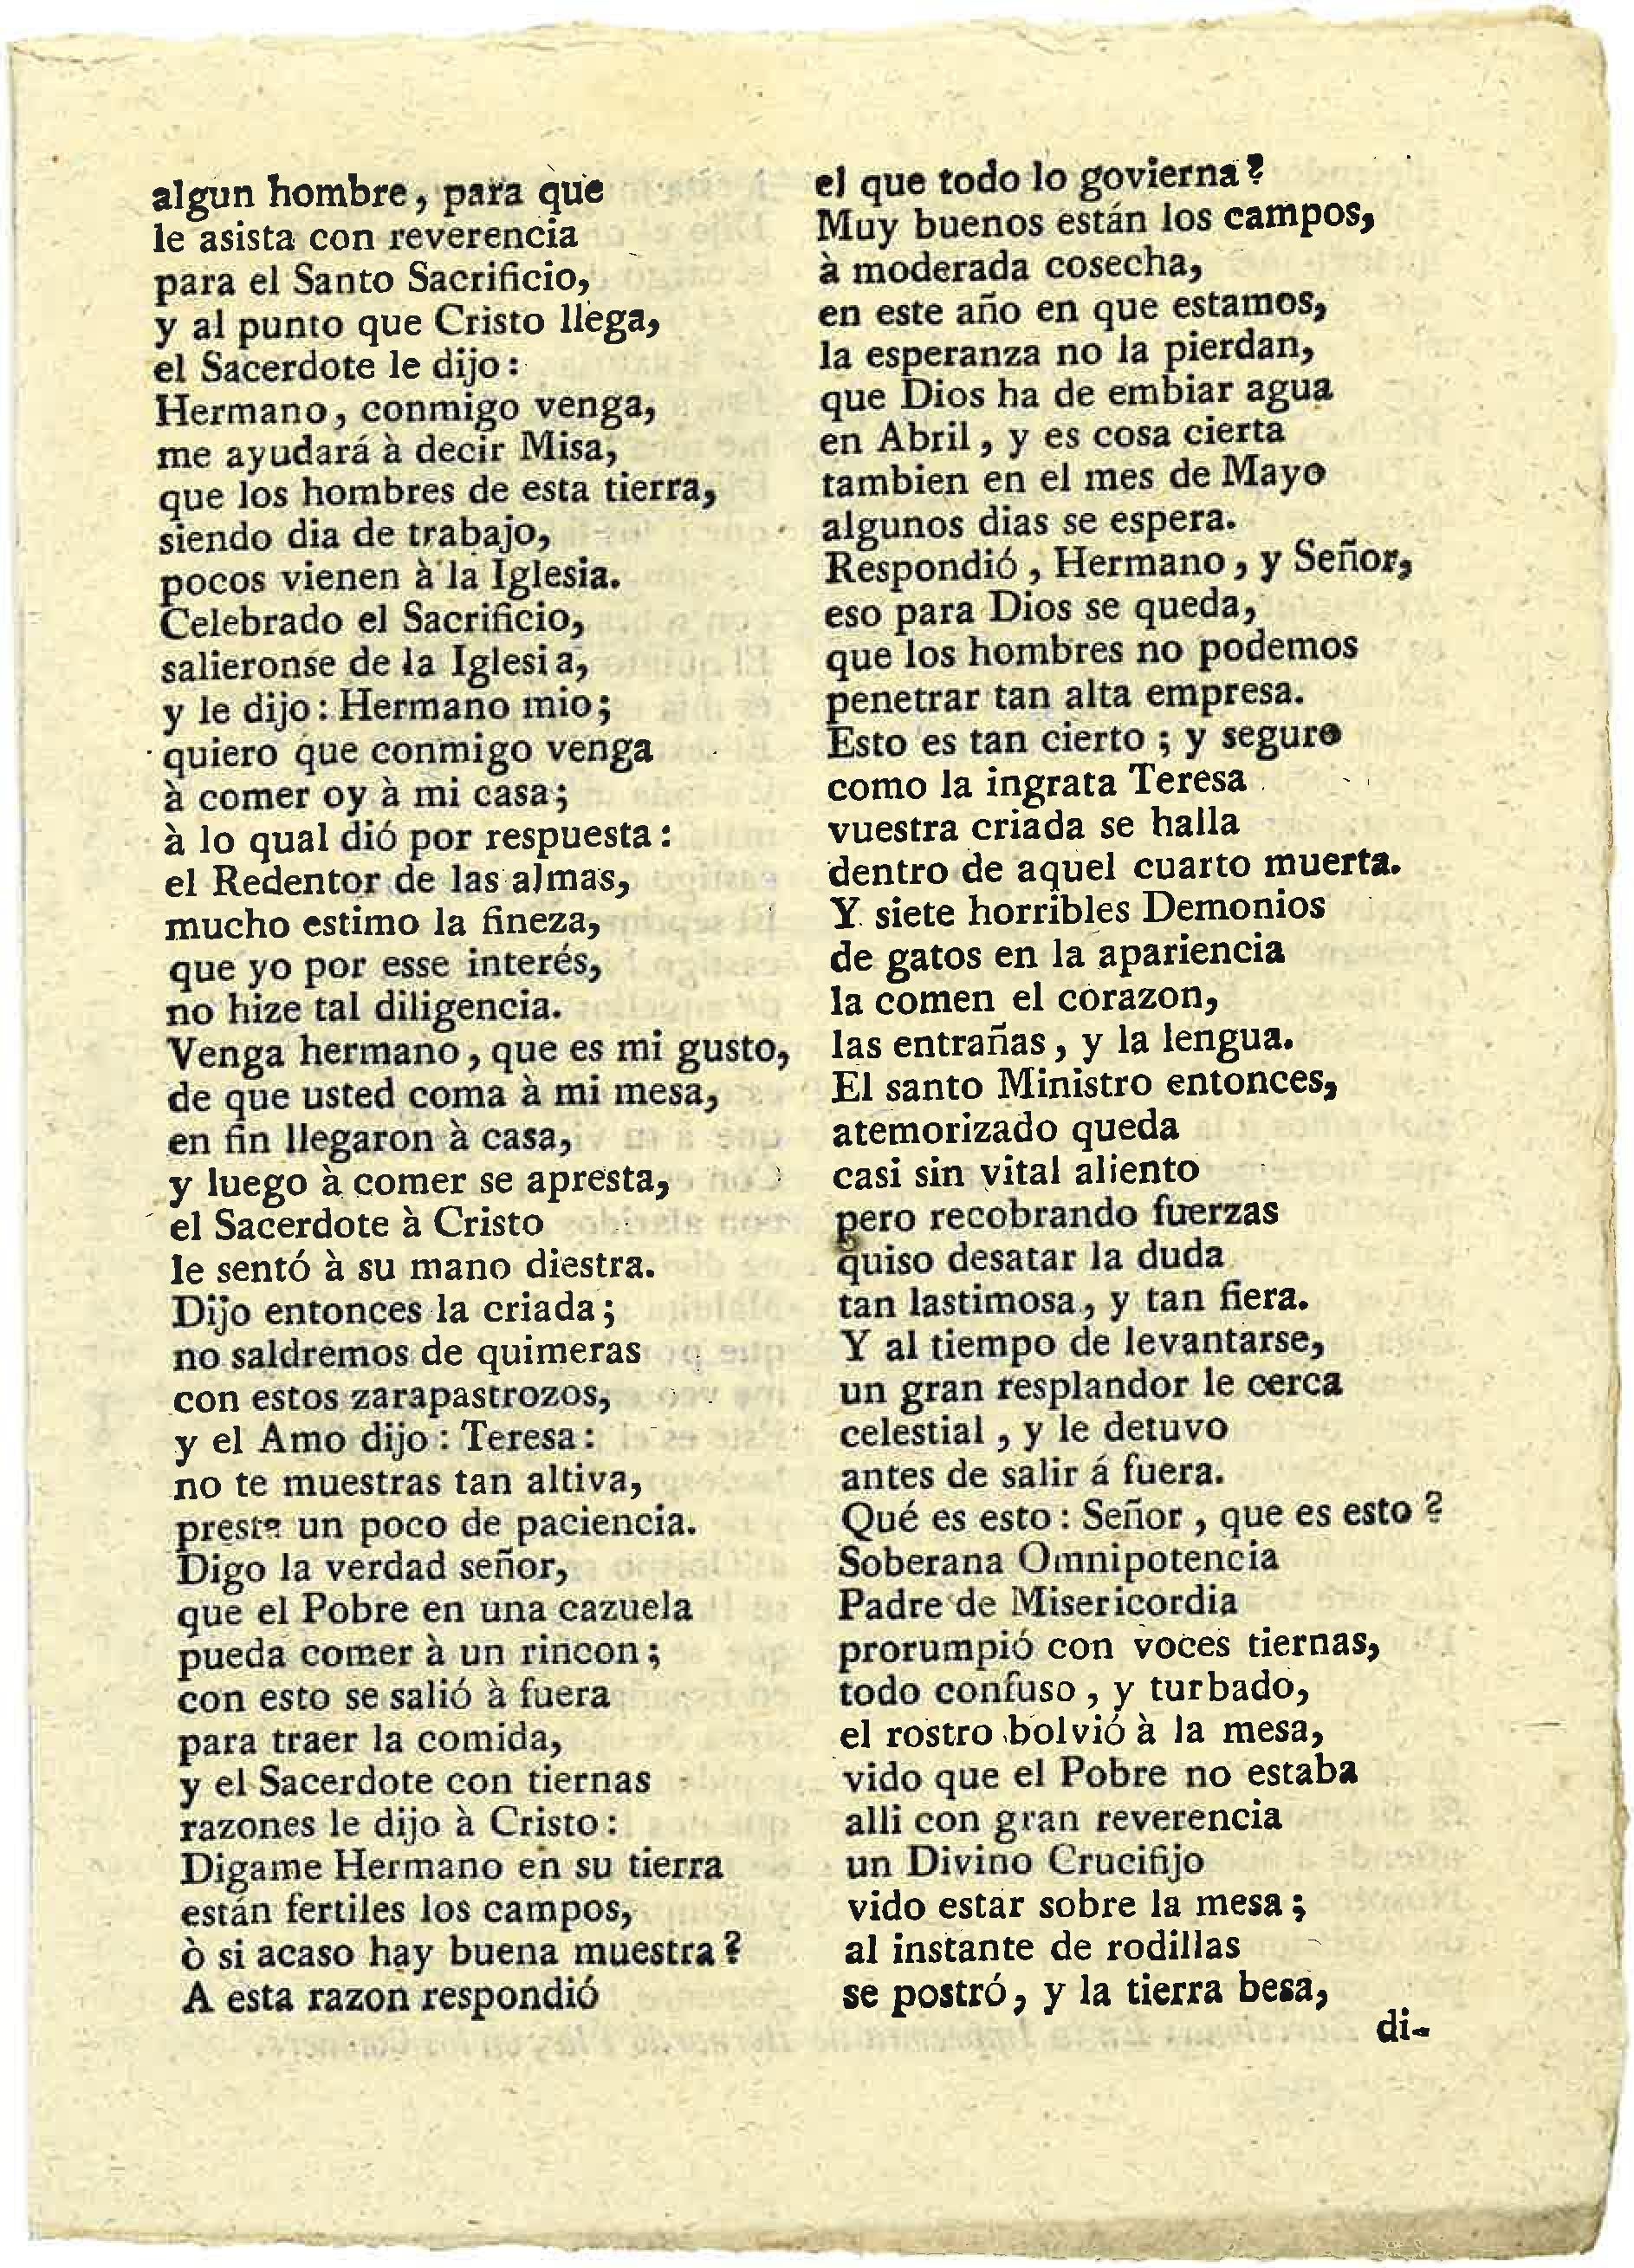 algun hombre, para que
le asista con reverencia
para el Santo Sacrificio,
y al punto que Cristo llega,
el Sacerdote le dijo:
Hermano, conmigo venga,
me ayudará à decir Misa,
que los hombres de esta tierra,
siendo dia de trabajo,
pocos vienen à la Iglesia.
Celebrado el Sacrificio,
salieronse de la Iglesia,
y le dijo: Hermano mio;
quiero que conmigo venga
à comer oy à mi casa;
à lo qual dió por respuesta:
el Redentor de las almas,
mucho estimo la fineza,
que yo por esse interés,
no hize tal diligencia.
Venga hermano, que es mi gusto,
de que usted coma à mi mesa,
en fin llegaron à casa,
y luego à comer se apresta,
el Sacerdote à Cristo
le sentó à su mano diestra.
Dijo entonces la criada;
no saldremos de quimeras
con estos zarapastrozos,
y el Amo dijo: Teresa:
no te muestras tan altiva,
presta un poco de paciencia.
Digo la verdad señor,
que el Pobre en una cazuela
pueda comer à un rincon;
con esto se salió à fuera
para traer la comida,
y el Sacerdote con tiernas
razones le dijo à Cristo:
Digame Hermano en su tierra
están fertiles los campos,
ò si acaso hay buena muestra?
A esta razon respondió
el que todo lo govierna?
Muy buenos están los campos,
à moderada cosecha,
en este año en que estamos,
la esperanza no la pierdan,
que Dios ha de embiar agua
en Abril, y es cosa cierta
tambien en el mes de Mayo
algunos dias se espera.
Respondió, Hermano, y Señor,
eso para Dios se queda,
que los hombres no podemos
penetrar tan alta empresa.
Esto es tan cierto; y seguro
como la ingrata Teresa
vuestra criada se halla
dentro de aquel cuarto muerta.
Y siete horribles Demonios
de gatos en la apariencia
la comen el corazon,
las entrañas, y la lengua.
El santo Ministro entonces,
atemorizado queda
casi sin vital aliento
pero recobrando fuerzas
quiso desatar la duda
tan lastimosa, y tan fiera.
Y al tiempo de levantarse,
un gran resplandor le cerca
celestial, y le detuvo
antes de salir á fuera.
Qué es esto: Señor, que es esto?
Soberana Omnipotencia
Padre de Misericordia
prorumpió con voces tiernas,
todo confuso, y turbado,
el rostro bolvió à la mesa,
vido que el Pobre no estaba
alli con gran reverencia
un Divino Crucifijo
vido estar sobre la mesa;
al instante de rodillas
se postró, y la tierra besa,
di-